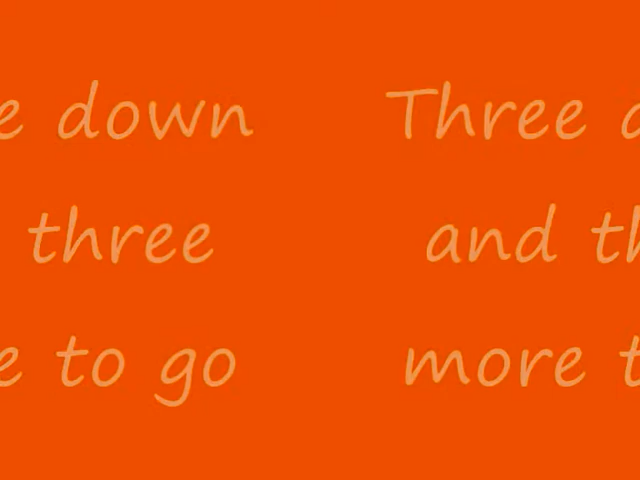 e down
three
e to go
Three d
and th
more t